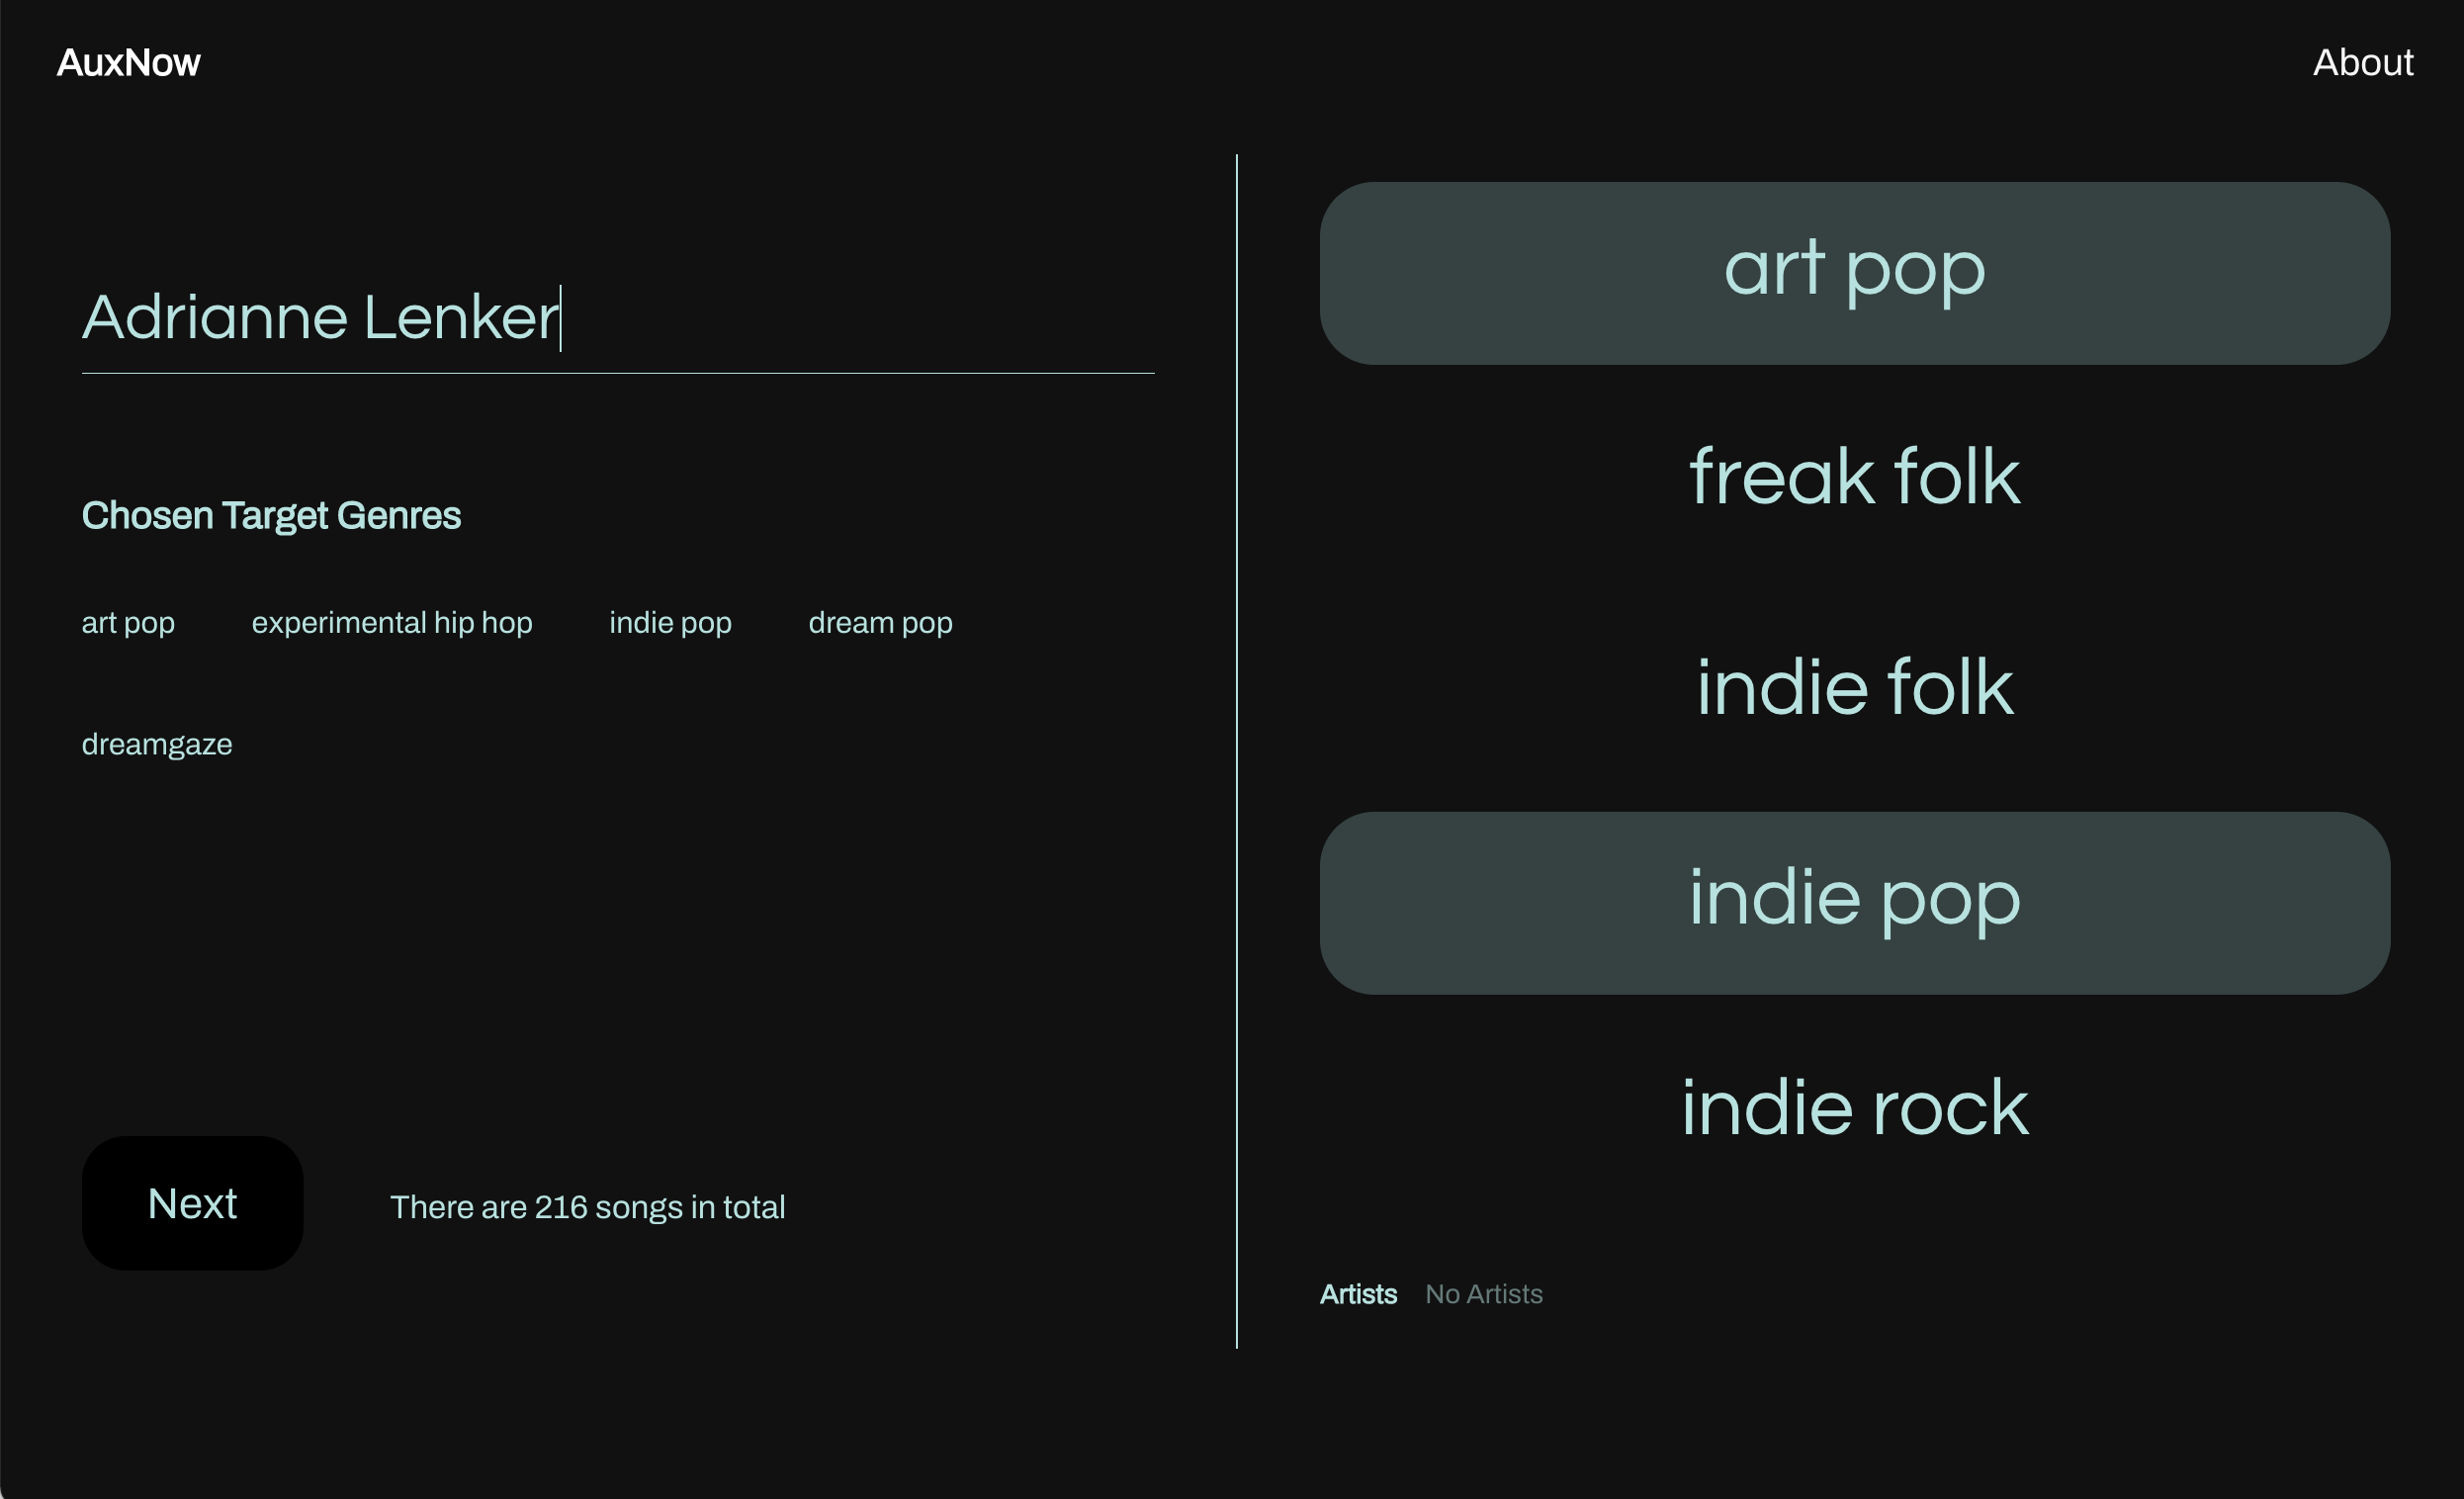 AuxNow
About
Adrianne Lenker
Chosen Target Genres
art pop experimental hip hop indie pop dream pop
dreamgaze
Next
There are 216 songs in total
art pop
freak folk
indie folk
indie pop
indie rock
Artists No Artists